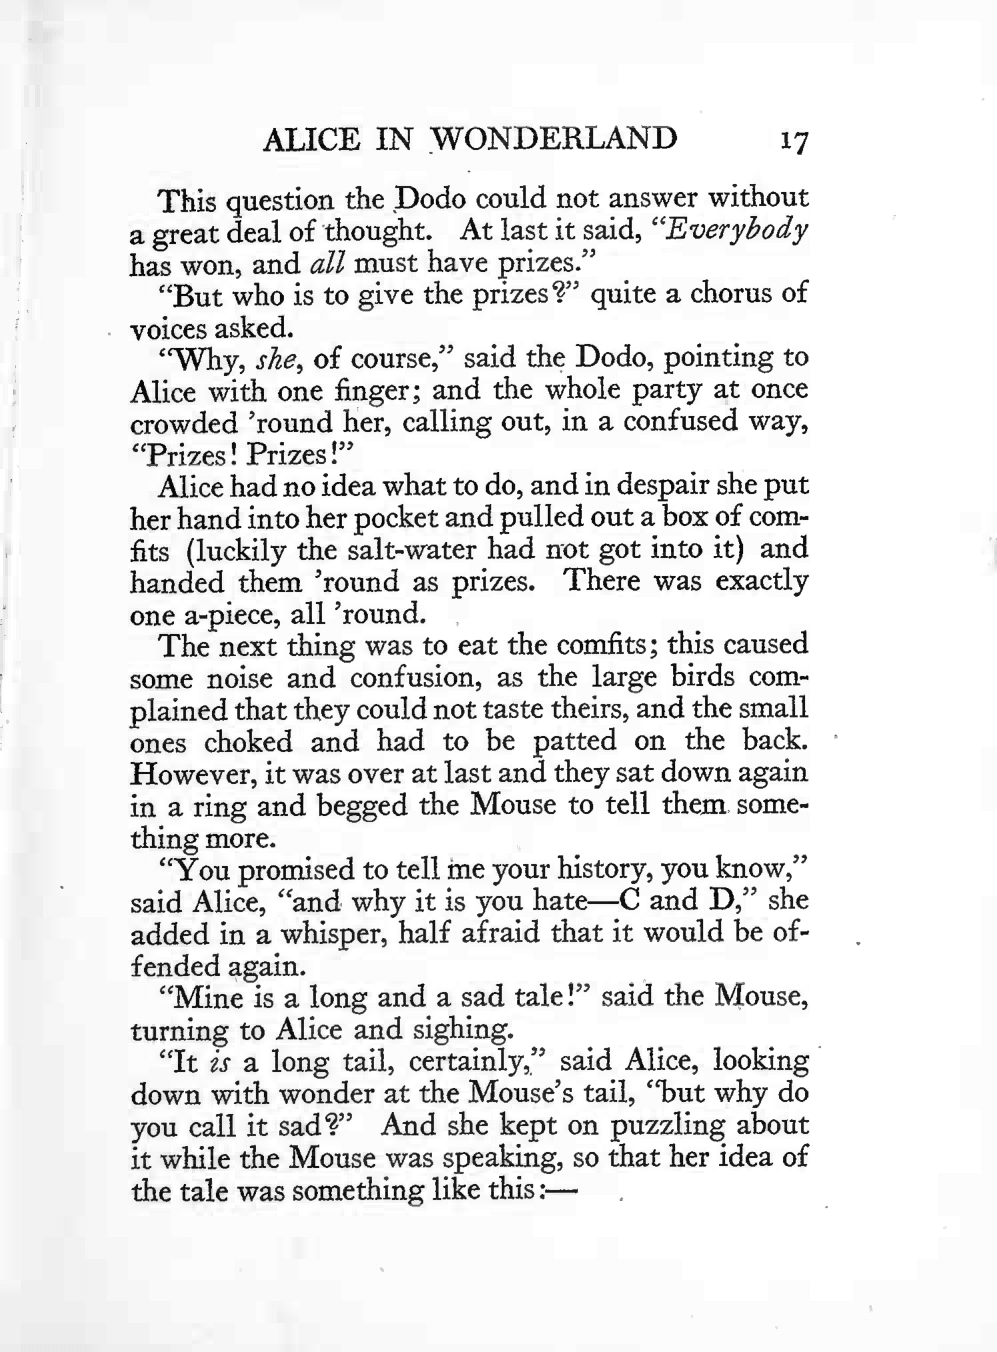 ALICE IN WONDERLAND 17
This question the Dodo could not answer without
a great deal of thought. At last it said, “Everybody
has won, and all must have prizes.”
“But who is to give the prizes?” quite a chorus of
voices asked.
“Why, she, of course,” said the Dodo, pointing to
Alice with one finger; and the whole party at once
crowded ’round her, calling out, in a confused way,
“Prizes! Prizes!”
Alice had no idea what to do, and in despair she put
her hand into her pocket and pulled out a box of com-
fits (luckily the salt-water had not got into it) and
handed them ’round as prizes. There was exactly
one a-piece, all ’round.
The next thing was to eat the comfits; this caused
some noise and confusion, as the large birds com-
plained that they could not taste theirs, and the small
ones choked and had to be patted on the back.
However, it was over at last and they sat down again
in a ring and begged the Mouse to tell them some-
thing more.
“You promised to tell me your history, you know,”
said Alice, “and why it is you hate—C and D,” she
added in a whisper, half afraid that it would be of-
fended again.
“Mine is a long and a sad tale!” said the Mouse,
turning to Alice and sighing.
“It is a long tail, certainly,” said Alice, looking
down with wonder at the Mouse’s tail, “but why do
you call it sad?” And she kept on puzzling about
it while the Mouse was speaking, so that her idea of
the tale was something like this:—